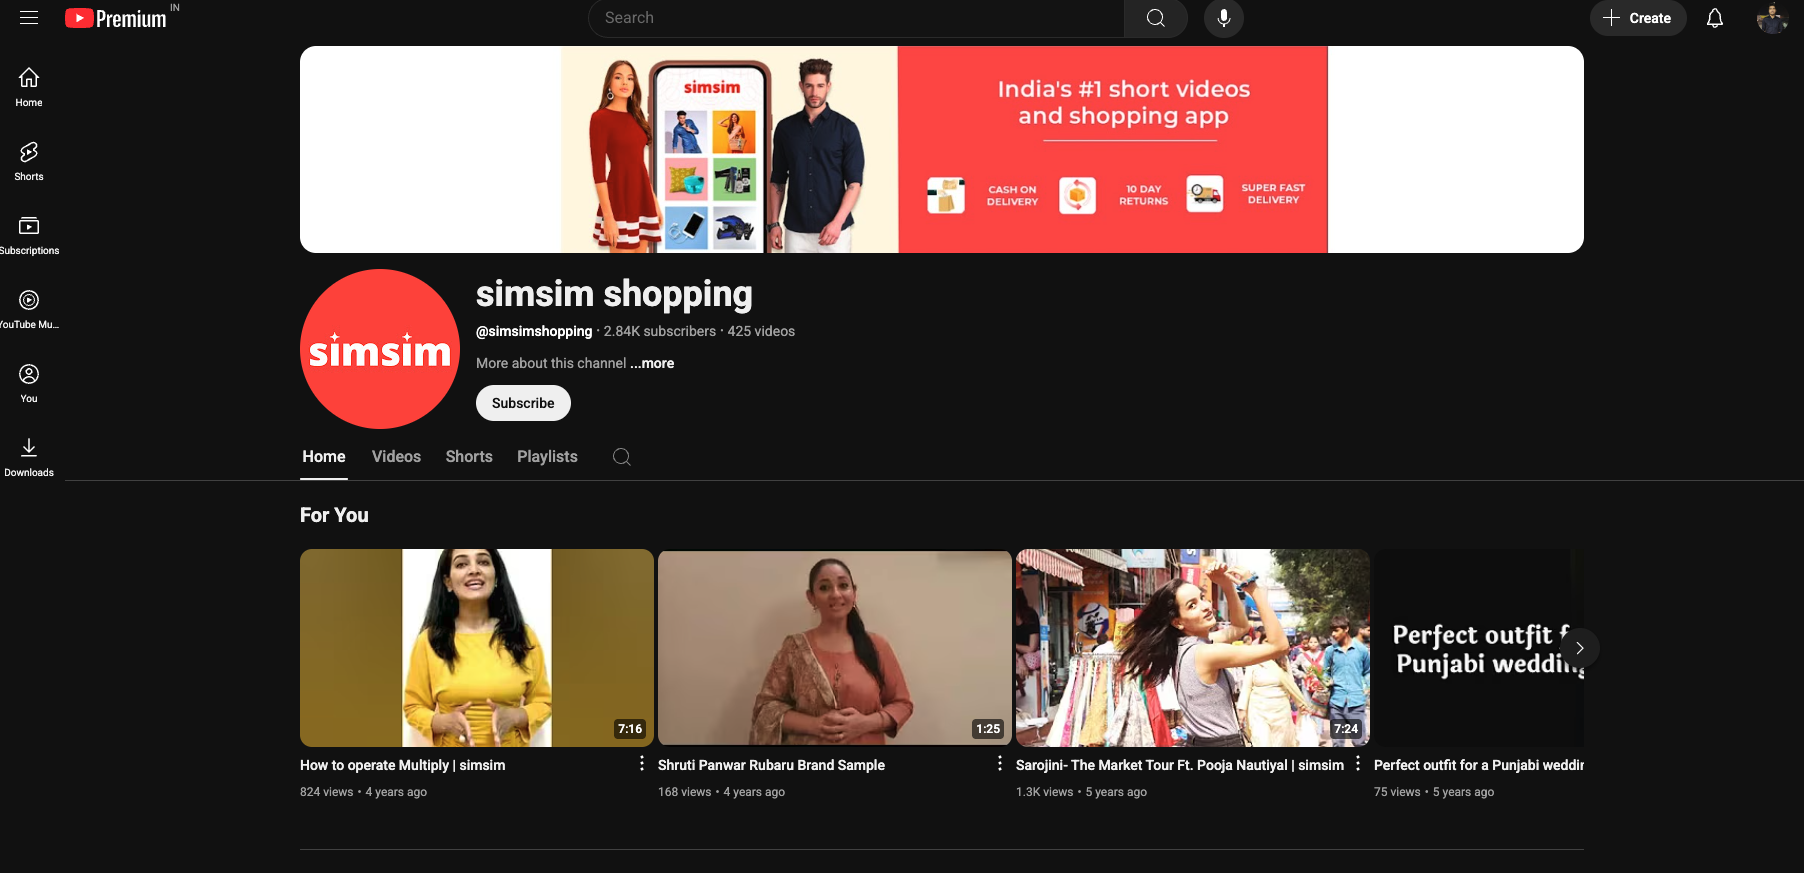 Premium IN
Search
Create
Home
Shorts
Subscriptions
YouTube Mu...
You
Downloads
simsim
India's #1 short videos
and shopping app
CASH ON
DELIVERY
10 DAY
RETURNS
SUPER FAST
DELIVERY
simsim
simsim shopping
@simsimshopping · 2.84K subscribers · 425 videos
More about this channel ...more
Subscribe
Home Videos Shorts Playlists
For You
7:16
How to operate Multiply | simsim
824 views • 4 years ago
1:25
Shruti Panwar Rubaru Brand Sample
168 views • 4 years ago
7:24
Sarojini- The Market Tour Ft. Pooja Nautiyal | simsim
1.3K views • 5 years ago
Perfect outfit f
Punjabi wedding
Perfect outfit for a Punjabi weddin
75 views • 5 years ago